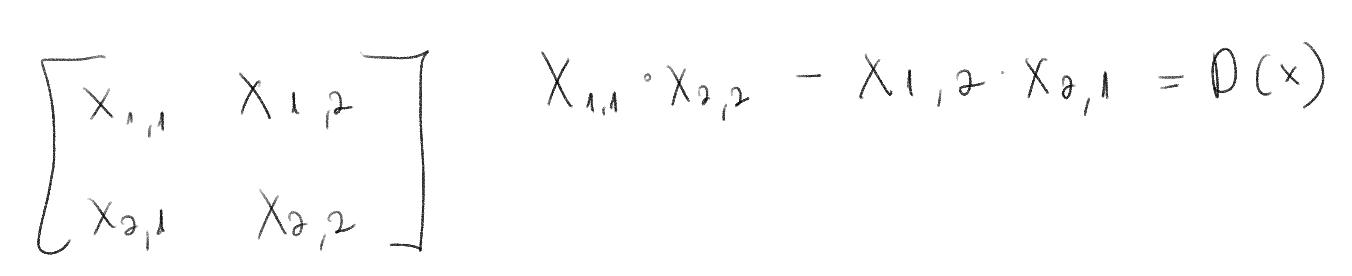 X1,1 X1,2 X1,1 · X2,2 - X1,2 · X2,1 = D(x)
X2,1 X2,2